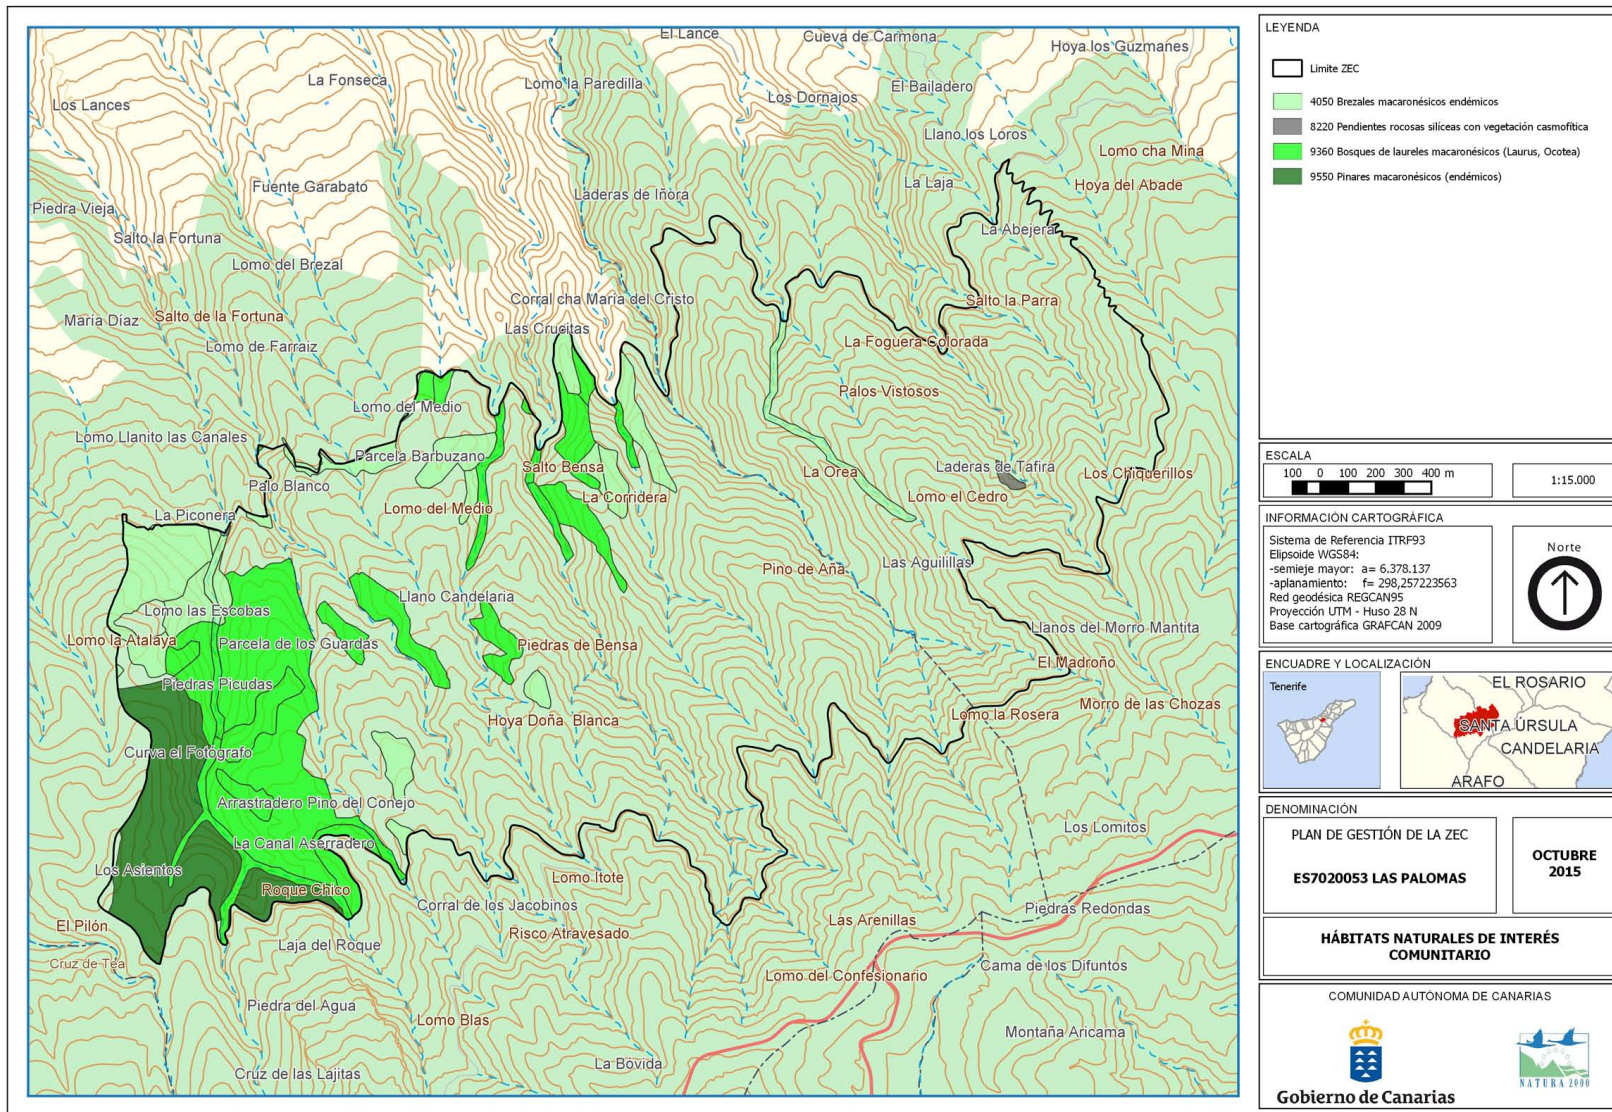 El Lance
Cueva de Carmona
Hoya los Guzmanes
La Fonseca
Lomo la Paredilla
El Bailadero
Los Lances
Los Dornajos
Llano los Loros
Lomo cha Mina
Fuente Garabato
Laderas de Iñora
La Laja
Hoya del Abade
Piedra Vieja
Salto la Fortuna
La Abejera
Lomo del Brezal
Corral cha María del Cristo
Salto la Parra
María Díaz
Salto de la Fortuna
Las Crucitas
Lomo de Farraiz
La Foguera Colorada
Palos Vistosos
Lomo del Medio
Lomo Llanito las Canales
Parcela Barbuzano
Salto Bensa
La Orea
Laderas de Tafira
Los Chiquerillos
Palo Blanco
La Corridera
Lomo el Cedro
La Piconera
Lomo del Medio
Pino de Aña
Las Aguilillas
Lomo las Escobas
Llano Candelaria
Lomo la Atalaya
Parcela de los Guardas
Piedras de Bensa
Llanos del Morro Mantita
El Madroño
Piedras Picudas
Hoya Doña Blanca
Lomo la Rosera
Morro de las Chozas
Curva el Fotógrafo
Arrastradero Pino del Conejo
La Canal Aserradero
Los Lomitos
Los Asientos
Roque Chico
Lomo Itote
Corral de los Jacobinos
Las Arenillas
Piedras Redondas
El Pilón
Laja del Roque
Risco Atravesado
Cruz de Tea
Lomo del Confesionario
Cama de los Difuntos
Piedra del Agua
Lomo Blas
Montaña Aricama
Cruz de las Lajitas
La Bóvida
LEYENDA
Limite ZEC
4050 Brezales macaronésicos endémicos
8220 Pendientes rocosas silíceas con vegetación casmofítica
9360 Bosques de laureles macaronésicos (Laurus, Ocotea)
9550 Pinares macaronésicos (endémicos)
ESCALA
100 0 100 200 300 400 m
1:15.000
INFORMACIÓN CARTOGRÁFICA
Sistema de Referencia ITRF93
Elipsoide WGS84:
-semieje mayor: a= 6.378.137
-aplanamiento: f= 298,257223563
Red geodésica REGCAN95
Proyección UTM - Huso 28 N
Base cartográfica GRAFCAN 2009
Norte
ENCUADRE Y LOCALIZACIÓN
Tenerife
EL ROSARIO
SANTA ÚRSULA
CANDELARIA
ARAFO
DENOMINACIÓN
PLAN DE GESTIÓN DE LA ZEC
ES7020053 LAS PALOMAS
OCTUBRE
2015
HÁBITATS NATURALES DE INTERÉS
COMUNITARIO
COMUNIDAD AUTÓNOMA DE CANARIAS
Gobierno de Canarias
NATURA 2000